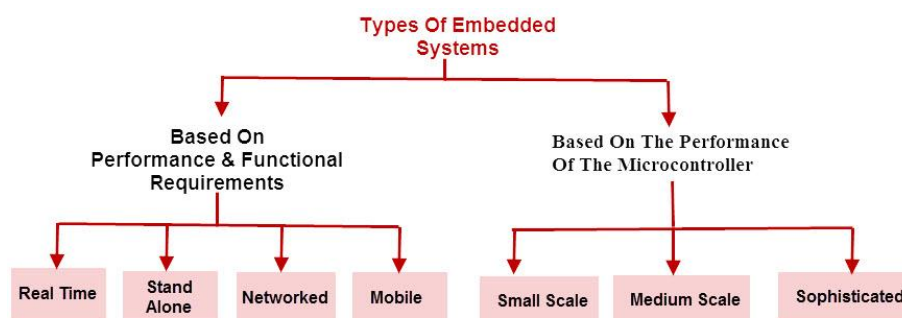 Types Of Embedded
Systems
Based On
Performance & Functional
Requirements
Based On The Performance
Of The Microcontroller
Real Time
Stand
Alone
Networked
Mobile
Small Scale
Medium Scale
Sophisticated